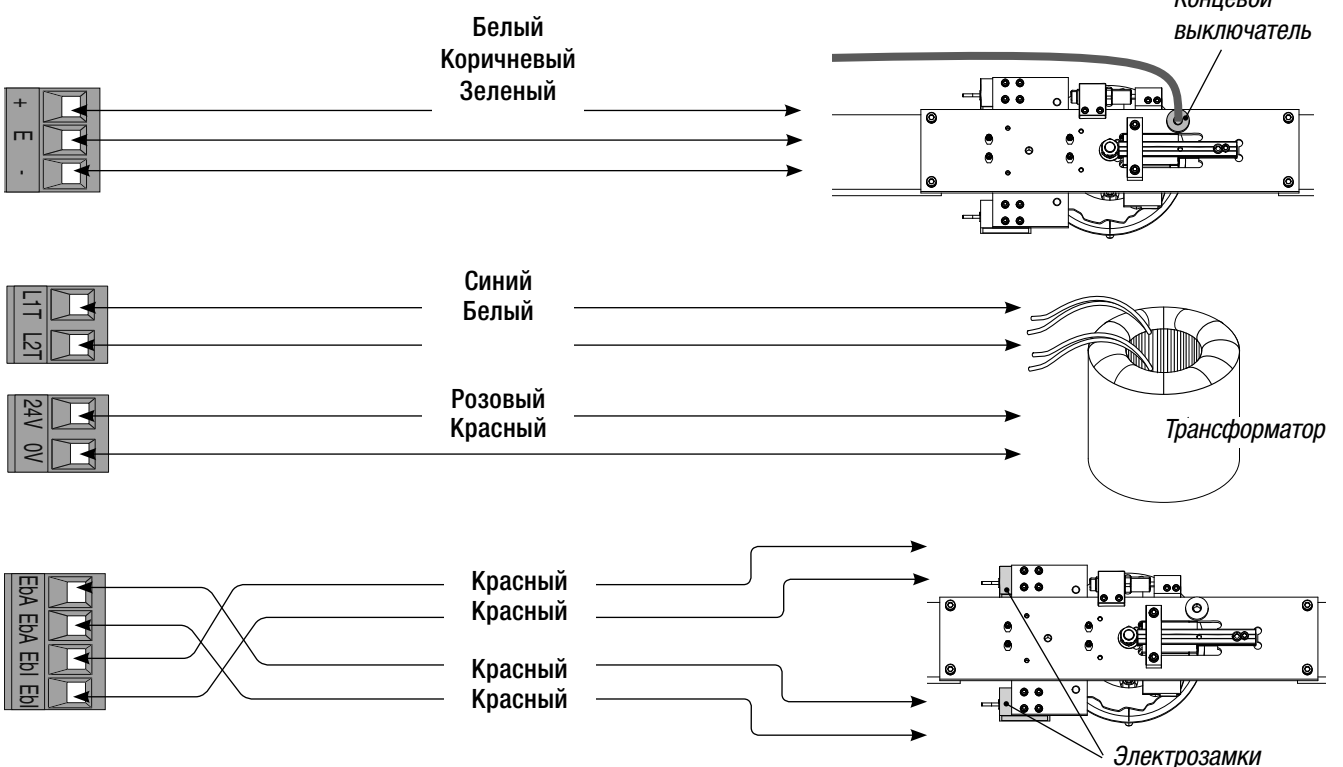 Концевой
выключатель
Белый
Коричневый
Зеленый
+
E
-
Синий
Белый
L1T
L2T
Розовый
Красный
24V
0V
Трансформатор
Красный
Красный
Красный
Красный
EbA
EbA
EbI
EbI
Электрозамки